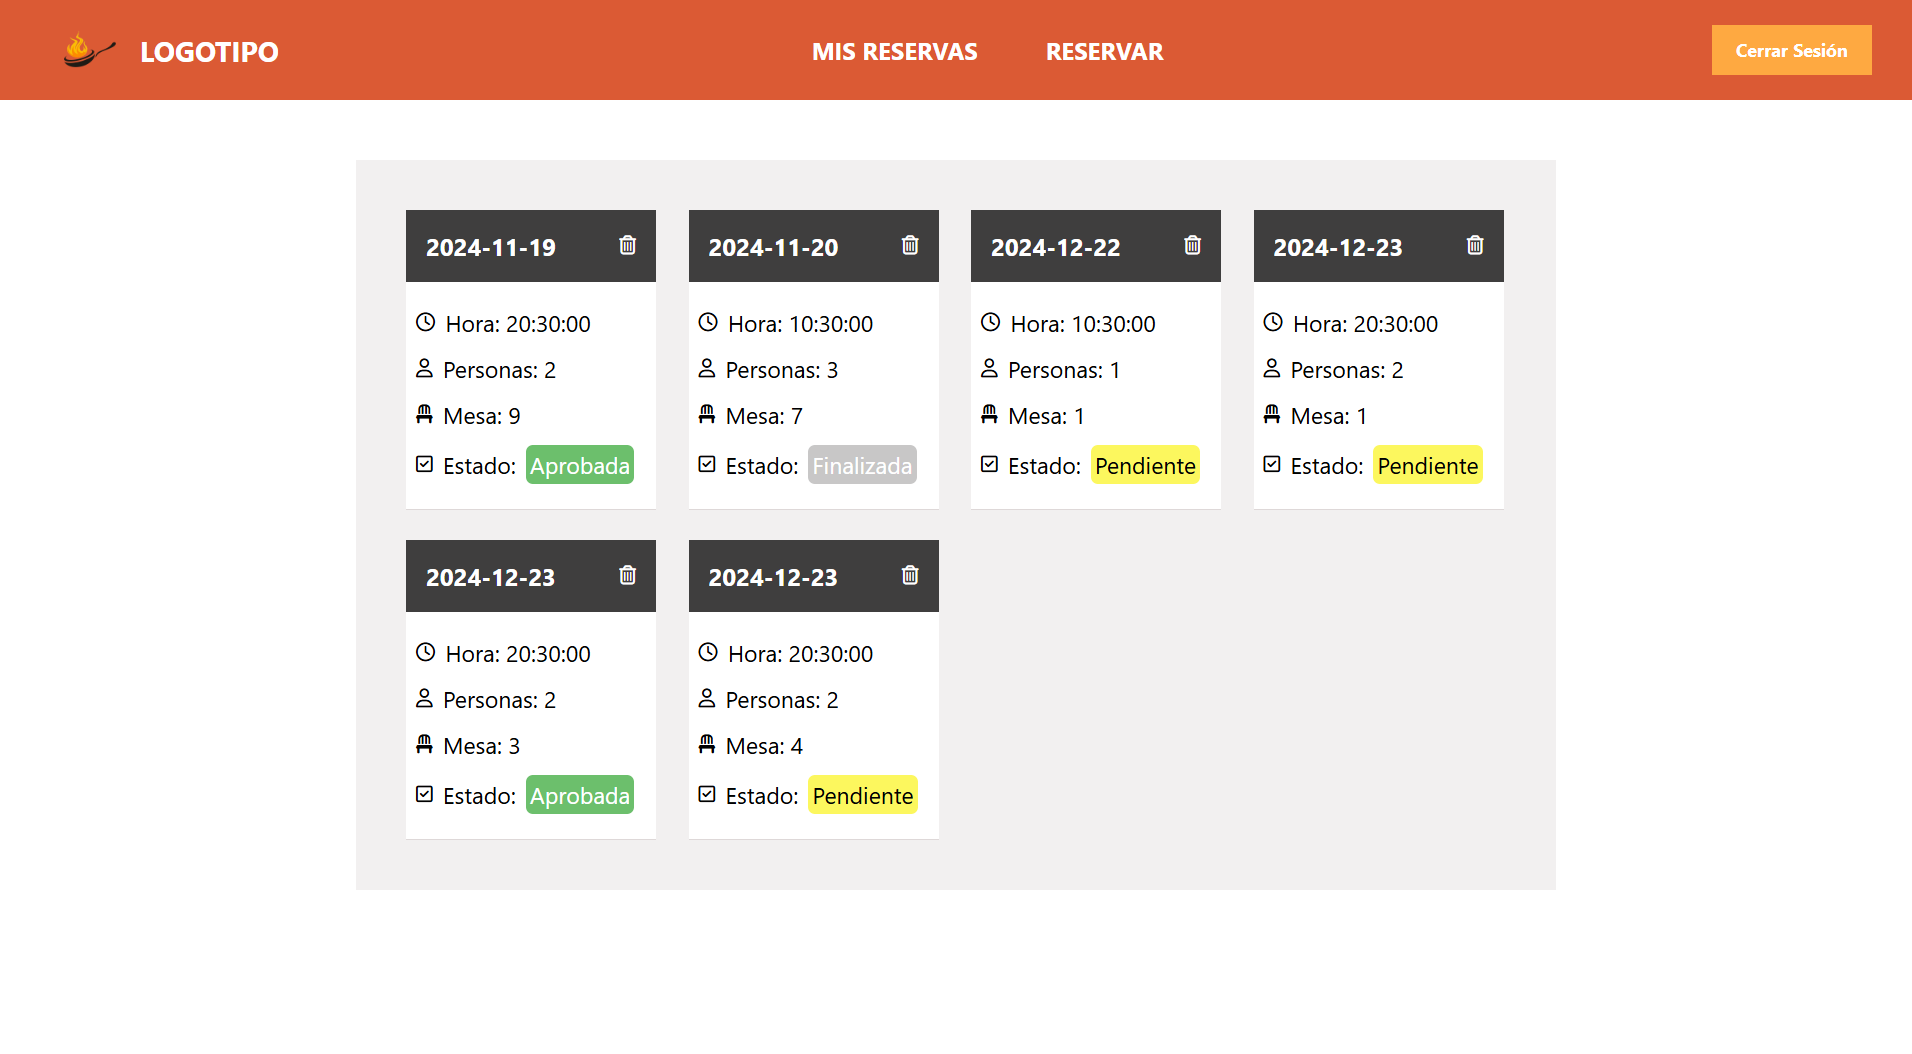 LOGOTIPO
MIS RESERVAS
RESERVAR
Cerrar Sesión
2024-11-19
Hora: 20:30:00
Personas: 2
Mesa: 9
Estado: Aprobada
2024-11-20
Hora: 10:30:00
Personas: 3
Mesa: 7
Estado: Finalizada
2024-12-22
Hora: 10:30:00
Personas: 1
Mesa: 1
Estado: Pendiente
2024-12-23
Hora: 20:30:00
Personas: 2
Mesa: 1
Estado: Pendiente
2024-12-23
Hora: 20:30:00
Personas: 2
Mesa: 3
Estado: Aprobada
2024-12-23
Hora: 20:30:00
Personas: 2
Mesa: 4
Estado: Pendiente